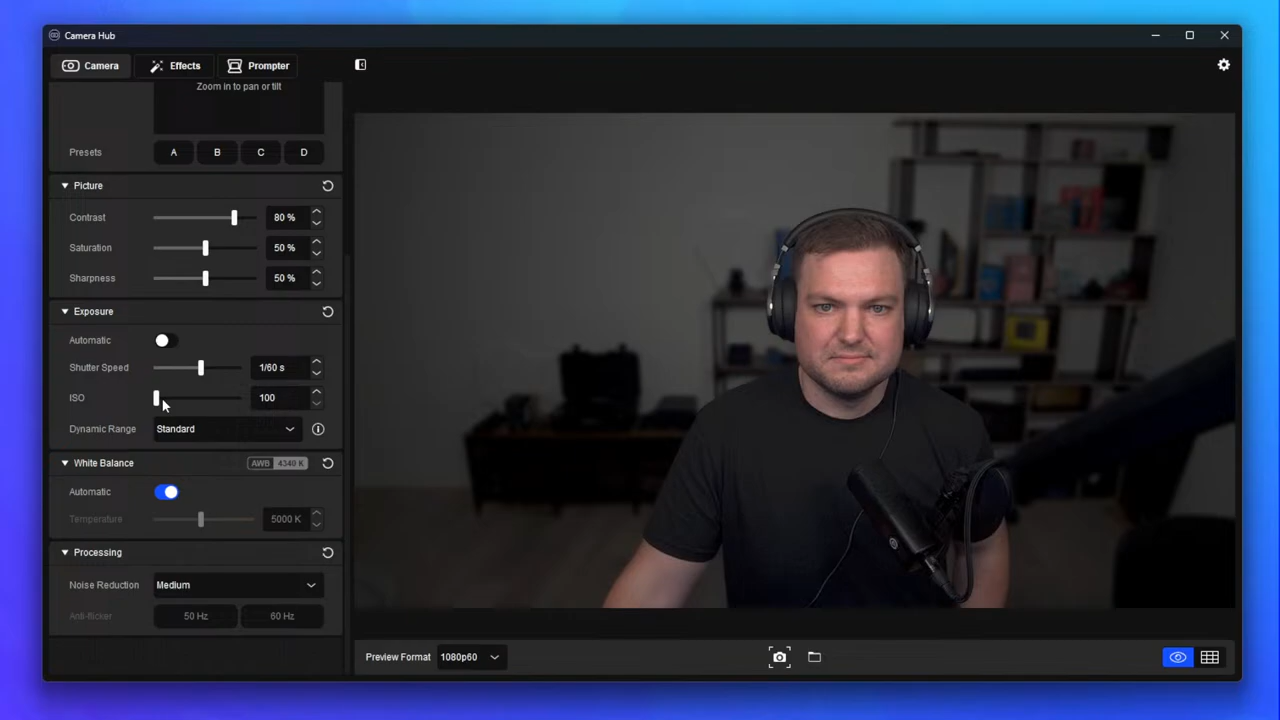 Camera Hub
Camera
Effects
Prompter
Zoom in to pan or tilt
Presets
A
B
C
D
Picture
Contrast
80 %
Saturation
50 %
Sharpness
50 %
Exposure
Automatic
Shutter Speed
1/60 s
ISO
100
Dynamic Range
Standard
White Balance
AWB
4340 K
Automatic
Temperature
5000 K
Processing
Noise Reduction
Medium
Anti-flicker
50 Hz
60 Hz
Preview Format
1080p60